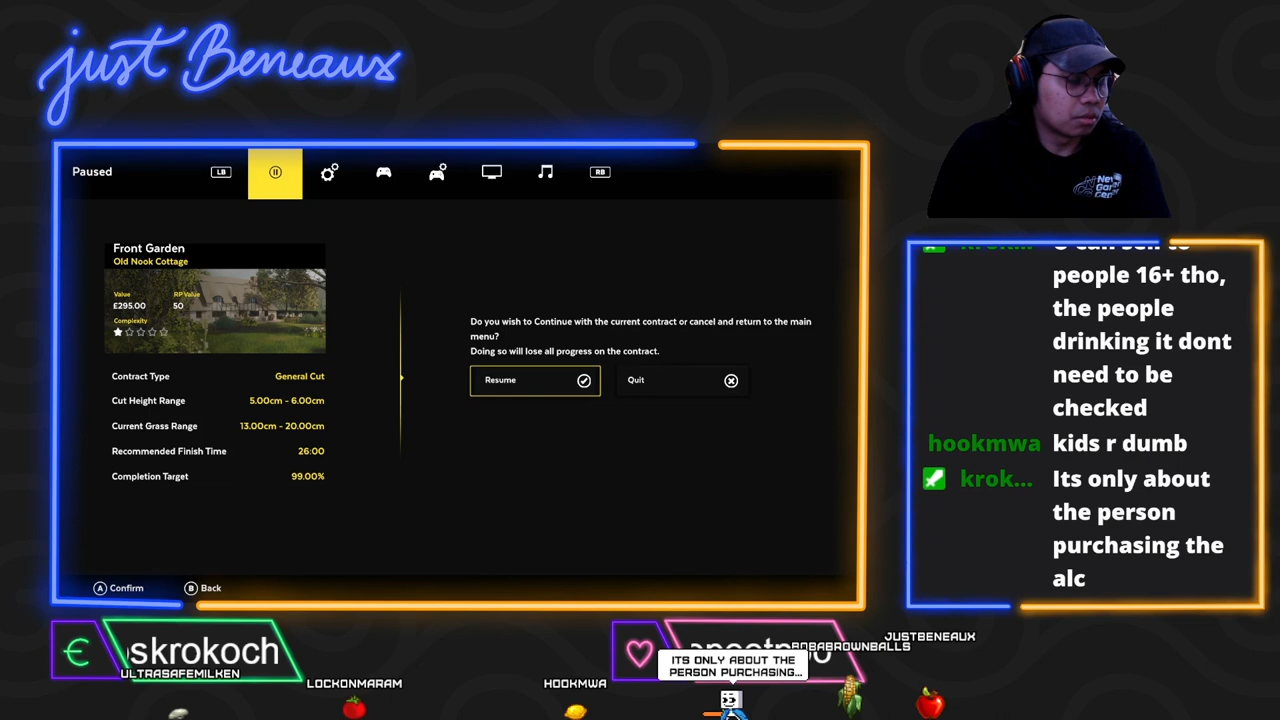 just Beneaux
Paused
LB
RB
Front Garden
Old Nook Cottage
Value
RP Value
£295.00
50
Complexity
Contract Type
General Cut
Cut Height Range
5.00cm - 6.00cm
Current Grass Range
13.00cm - 20.00cm
Recommended Finish Time
26:00
Completion Target
99.00%
Do you wish to Continue with the current contract or cancel and return to the main
menu?
Doing so will lose all progress on the contract.
Resume
Quit
A Confirm
B Back
New
Garden
people 16+ tho,
the people
drinking it dont
need to be
checked
hookmwa kids r dumb
krok... Its only about
the person
purchasing the
alc
€
skrokoch
ULTRASAFEMILKEN
LOCKONMARAM
HOOKMWA
ITS ONLY ABOUT THE
PERSON PURCHASING...
JUSTBENEAUX